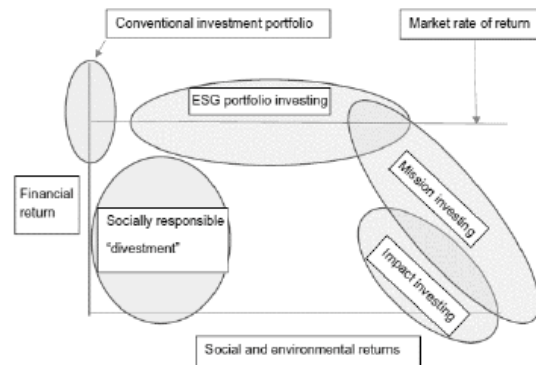 Conventional investment portfolio
Market rate of return
ESG portfolio investing
Mission investing
Financial
return
Socially responsible
"divestment"
Impact investing
Social and environmental returns